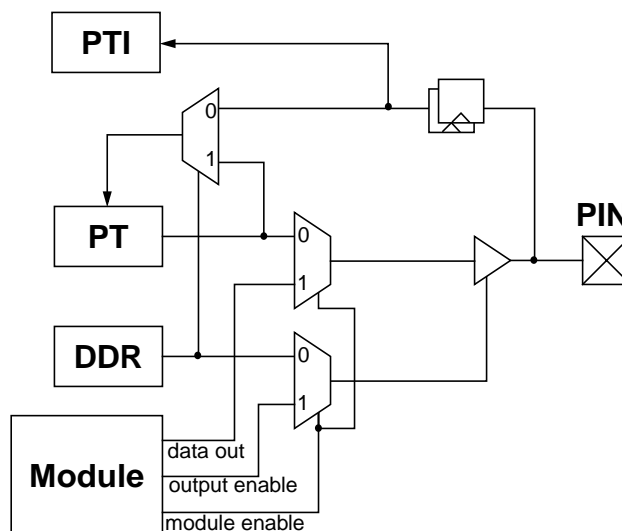 PTI
0
1
PT
PIN
0
1
DDR
0
1
data out
Module
output enable
module enable